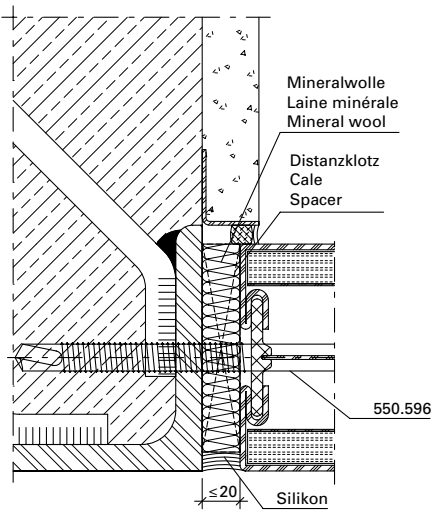 Mineralwolle
Laine minérale
Mineral wool
Distanzklotz
Cale
Spacer
550.596
≤20
Silikon